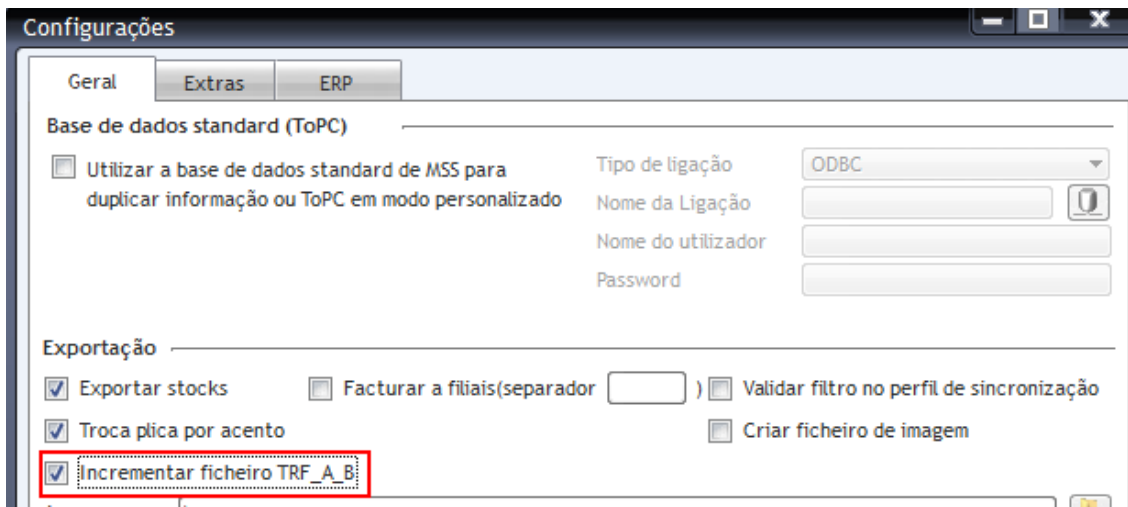 Configurações
Geral Extras ERP
Base de dados standard (ToPC)
Utilizar a base de dados standard de MSS para
duplicar informação ou ToPC em modo personalizado
Tipo de ligação ODBC
Nome da Ligação
Nome do utilizador
Password
Exportação
Exportar stocks Facturar a filiais(separador ) Validar filtro no perfil de sincronização
Troca plica por acento Criar ficheiro de imagem
Incrementar ficheiro TRF_A_B